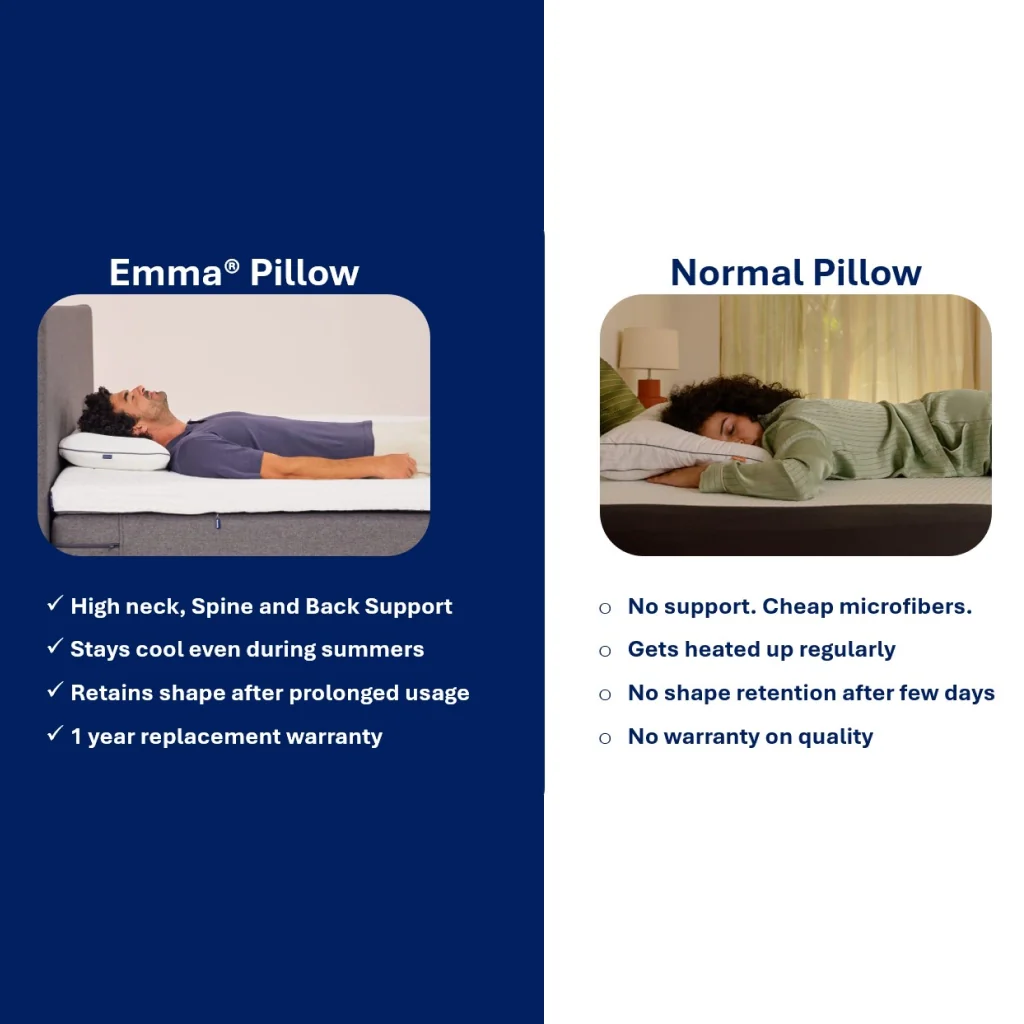 Emma® Pillow
✓ High neck, Spine and Back Support
✓ Stays cool even during summers
✓ Retains shape after prolonged usage
✓ 1 year replacement warranty
Normal Pillow
○ No support. Cheap microfibers.
○ Gets heated up regularly
○ No shape retention after few days
○ No warranty on quality